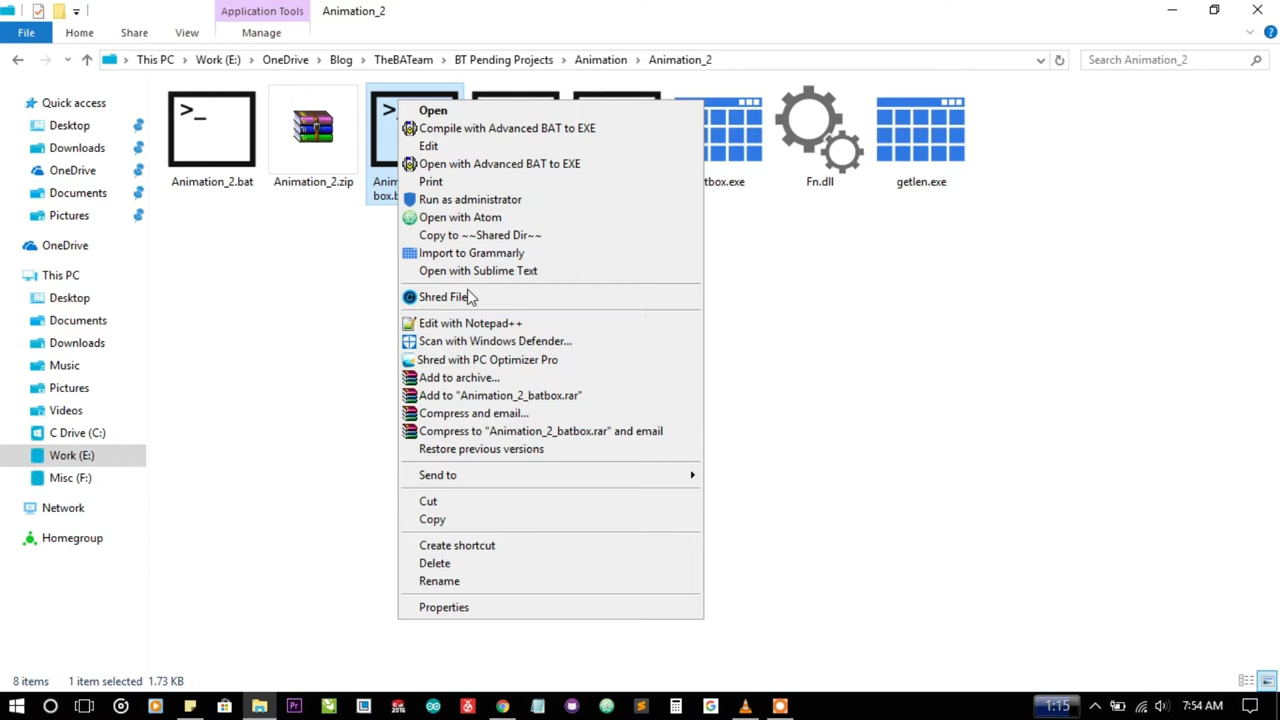 Application Tools
Animation_2
File
Home
Share
View
Manage
This PC
Work (E:)
OneDrive
Blog
TheBATeam
BT Pending Projects
Animation
Animation_2
Search Animation_2
Quick access
Desktop
Downloads
OneDrive
Documents
Pictures
OneDrive
This PC
Desktop
Documents
Downloads
Music
Pictures
Videos
C Drive (C:)
Work (E:)
Misc (F:)
Network
Homegroup
>_
Animation_2.bat
Animation_2.zip
Fn.dll
getlen.exe
Open
Compile with Advanced BAT to EXE
Edit
Open with Advanced BAT to EXE
Print
Run as administrator
Open with Atom
Copy to ~~Shared Dir~~
Import to Grammarly
Open with Sublime Text
Shred File
Edit with Notepad++
Scan with Windows Defender...
Shred with PC Optimizer Pro
Add to archive...
Add to "Animation_2_batbox.rar"
Compress and email...
Compress to "Animation_2_batbox.rar" and email
Restore previous versions
Send to
Cut
Copy
Create shortcut
Delete
Rename
Properties
8 items
1 item selected 1.73 KB
1:15
7:54 AM